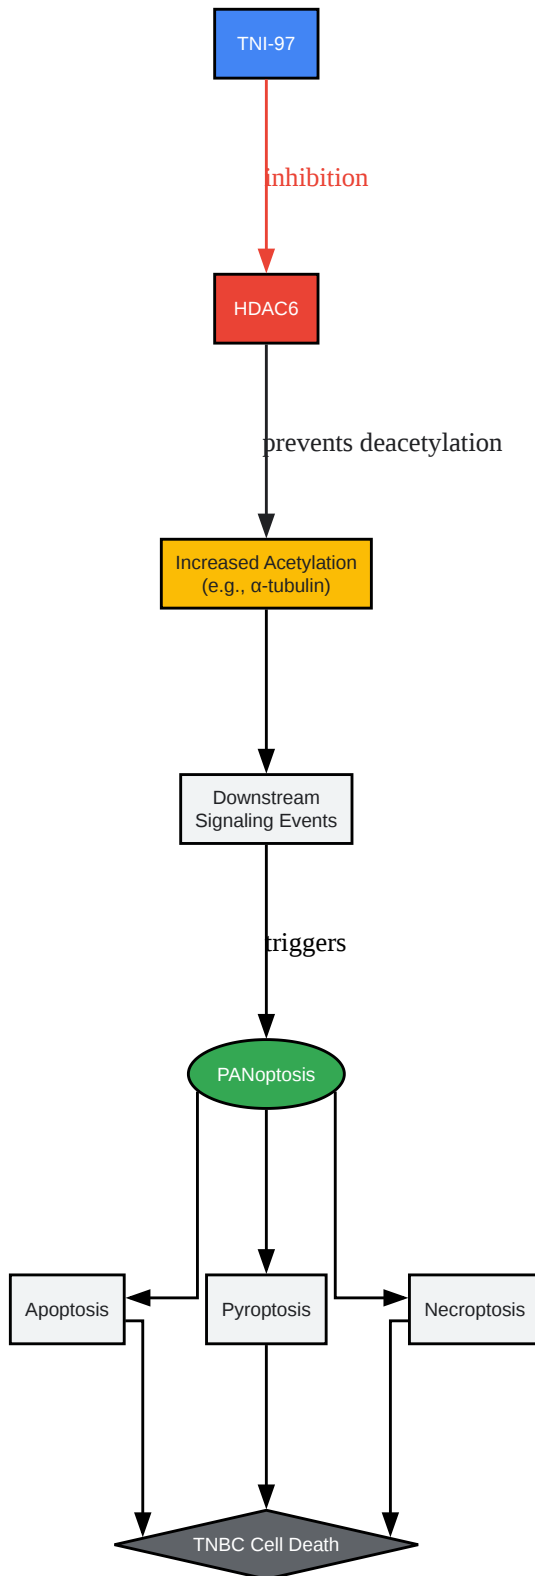 TNI-97
inhibition
HDAC6
prevents deacetylation
Increased Acetylation
(e.g., α-tubulin)
Downstream
Signaling Events
triggers
PANoptosis
Apoptosis
Pyroptosis
Necroptosis
TNBC Cell Death